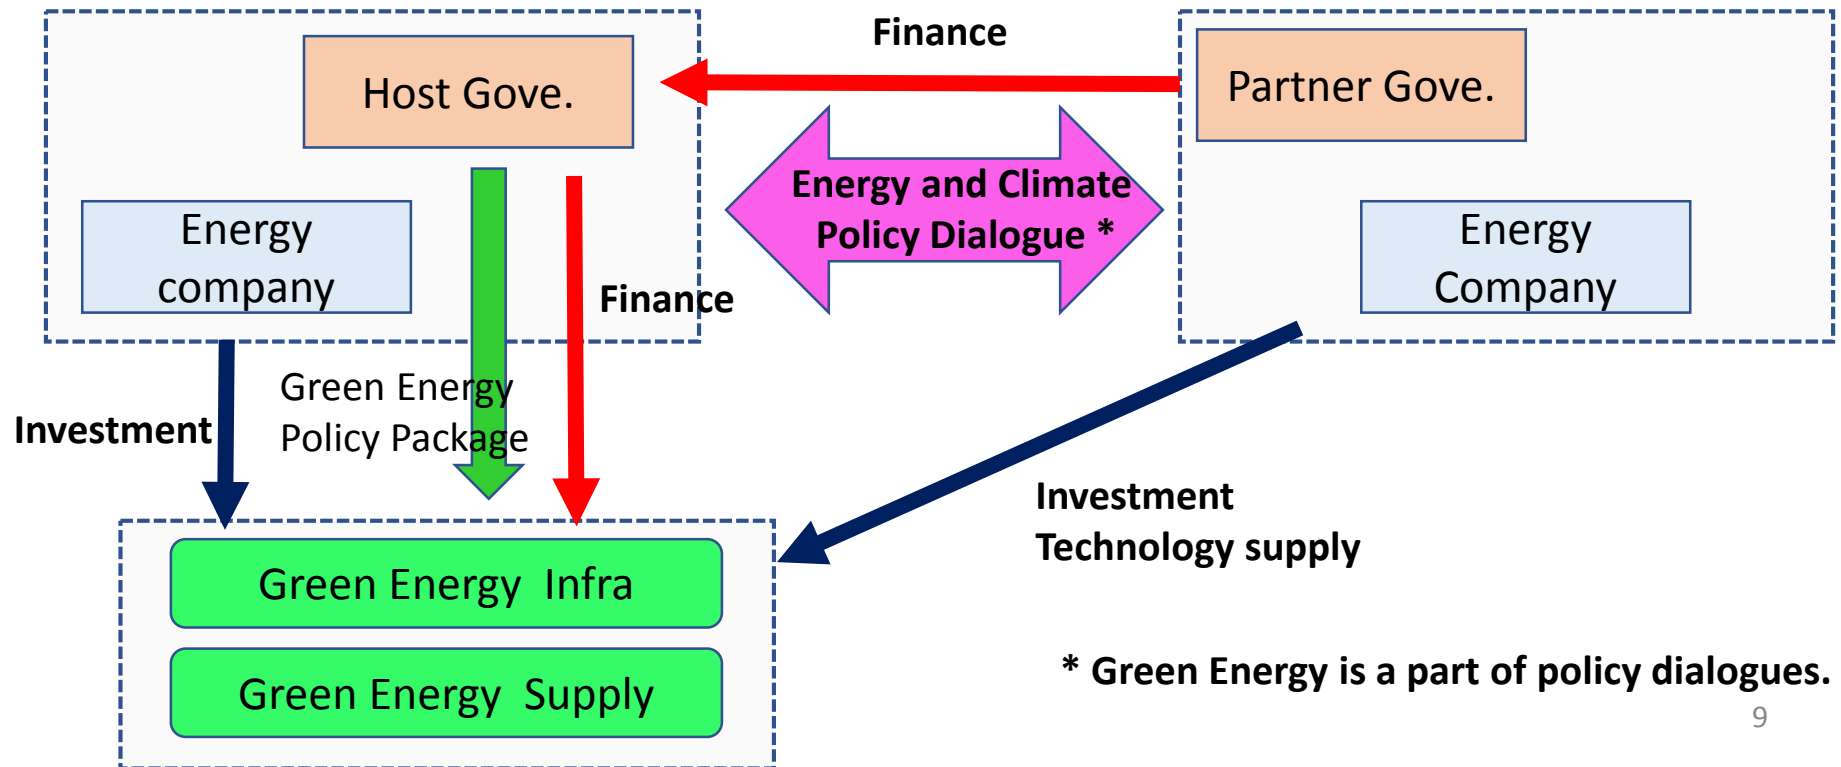 Finance
Host Gove.
Partner Gove.
Energy and Climate
Policy Dialogue *
Energy
company
Energy
Company
Finance
Green Energy
Policy Package
Investment
Investment
Technology supply
Green Energy  Infra
Green Energy  Supply
* Green Energy is a part of policy dialogues.
9